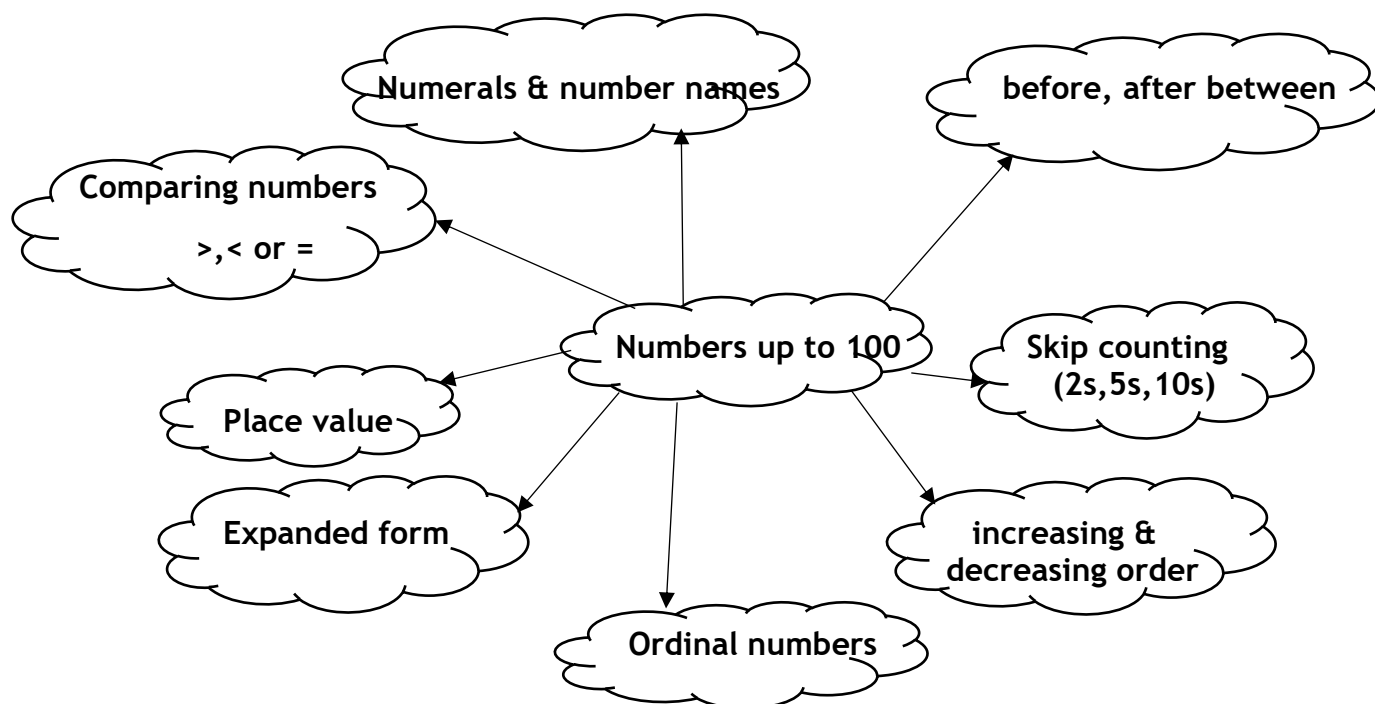 Numerals & number names
before, after between
Comparing numbers
>,< or =
Numbers up to 100
Skip counting
(2s,5s,10s)
Place value
Expanded form
increasing &
decreasing order
Ordinal numbers